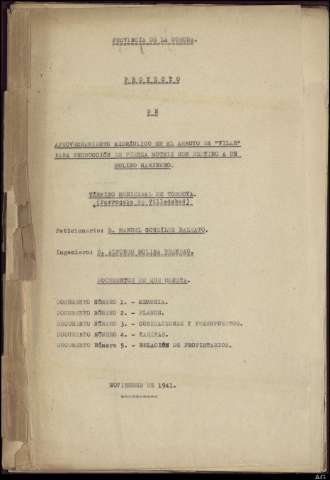 PROVINCIA DE LA CORUÑA.
PROYECTO
DE
APROVECHAMIENTO HIDRÁULICO EN EL ARROYO DE "VILAR"
PARA PRODUCCIÓN DE FUERZA MOTRIZ CON DESTINO A UN
MOLINO HARINERO.
TÉRMINO MUNICIPAL DE TORDOYA.
(Parroquia de Villadabad)
Peticionario: D. MANUEL GONZÁLEZ
Ingeniero: D. ALFONSO MOLINA
DOCUMENTOS DE QUE CONSTA.
DOCUMENTO NÚMERO 1. - MEMORIA.
DOCUMENTO NÚMERO 2. - PLANOS.
DOCUMENTO NÚMERO 3. - CUBICACIONES Y PRESUPUESTOS.
DOCUMENTO NÚMERO 4. - TARIFAS.
DOCUMENTO NÚMERO 5. - RELACIÓN DE PROPIETARIOS.
NOVIEMBRE DE 1941.